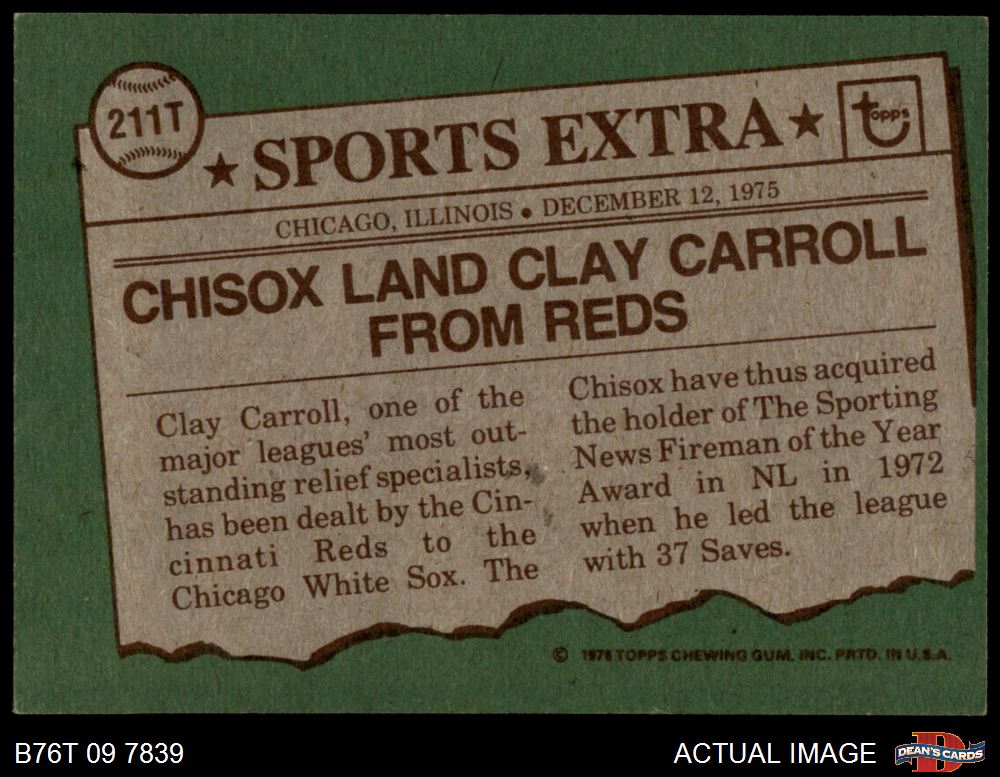 211T
★ SPORTS EXTRA ★
topps
CHICAGO, ILLINOIS • DECEMBER 12, 1975
CHISOX LAND CLAY CARROLL
FROM REDS
Clay Carroll, one of the
major leagues' most out-
standing relief specialists,
has been dealt by the Cin-
cinnati Reds to the
Chicago White Sox. The
Chisox have thus acquired
the holder of The Sporting
News Fireman of the Year
Award in NL in 1972
when he led the league
with 37 Saves.
© 1976 TOPPS CHEWING GUM, INC. PRTD. IN U.S.A.
B76T 09 7839
ACTUAL IMAGE
D
DEAN'S CARDS